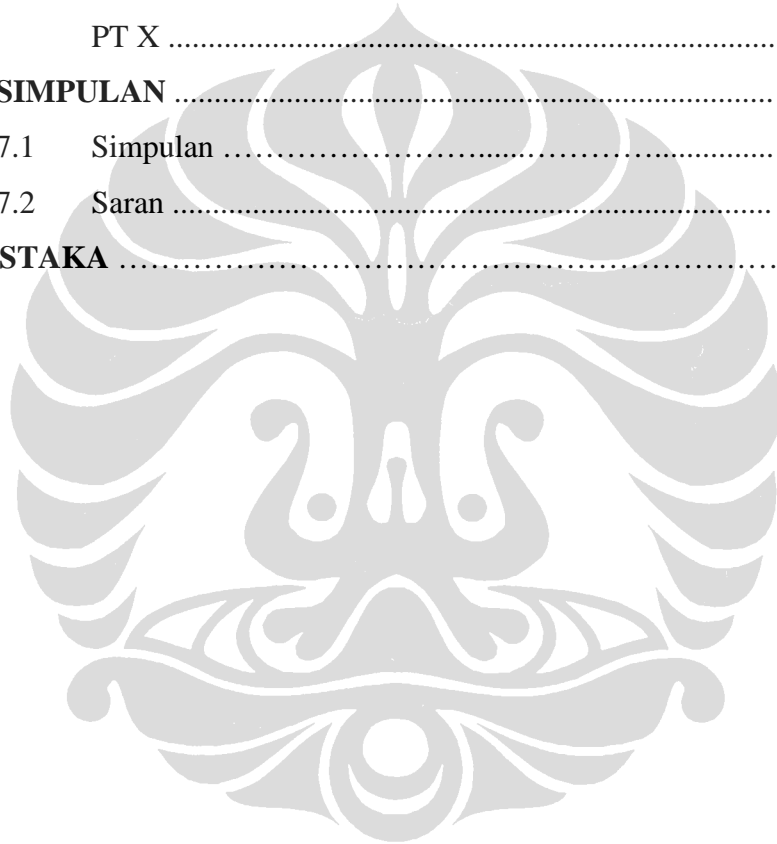 PT X ................................................................................................
SIMPULAN ................................................................................................
7.1 Simpulan ……………………......……………..................
7.2 Saran ................................................................................................
STAKA ………………………………………………………………